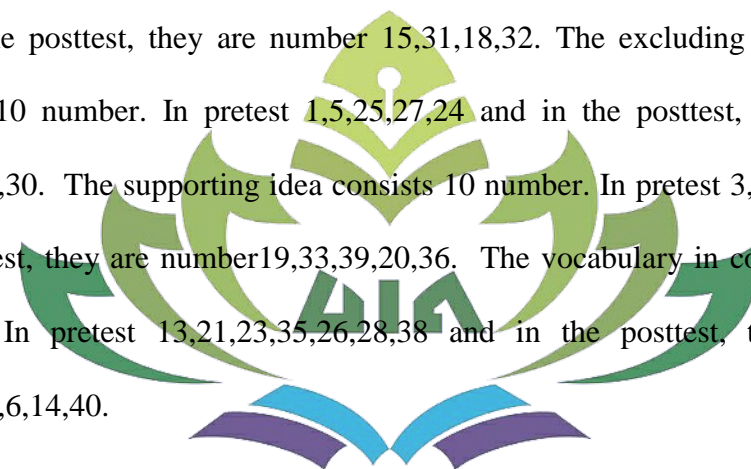 e posttest, they are number 15,31,18,32. The excluding
10 number. In pretest 1,5,25,27,24 and in the posttest,
,30. The supporting idea consists 10 number. In pretest 3,
est, they are number19,33,39,20,36. The vocabulary in co
In pretest 13,21,23,35,26,28,38 and in the posttest, t
,6,14,40.